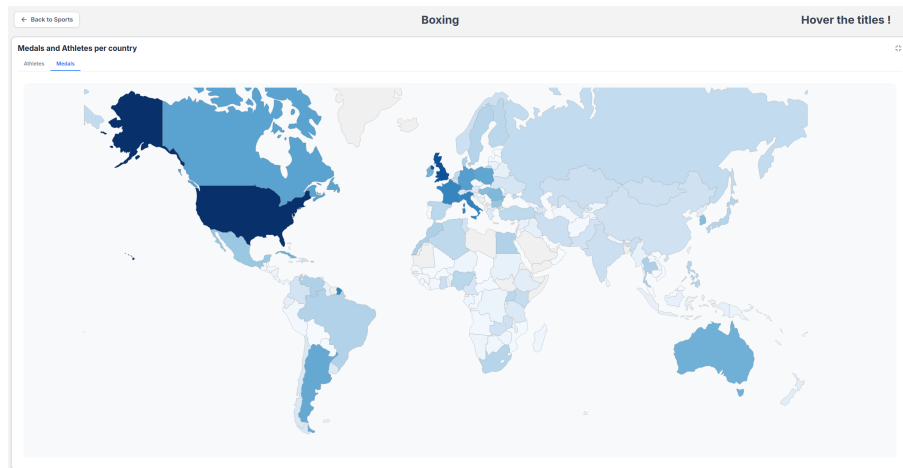 ← Back to Sports
Boxing
Hover the titles !
Medals and Athletes per country
Athletes
Medals